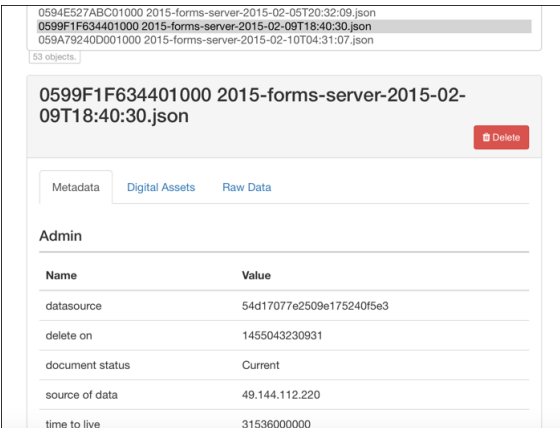 0594E527ABC01000 2015-forms-server-2015-02-05T20:32:09.json
0599F1F634401000 2015-forms-server-2015-02-09T18:40:30.json
059A79240D001000 2015-forms-server-2015-02-10T04:31:07.json
53 objects.
0599F1F634401000 2015-forms-server-2015-02-
09T18:40:30.json
Delete
Metadata Digital Assets Raw Data
Admin
Name Value
datasource 54d17077e2509e175240f5e3
delete on 1455043230931
document status Current
source of data 49.144.112.220
time to live 31536000000